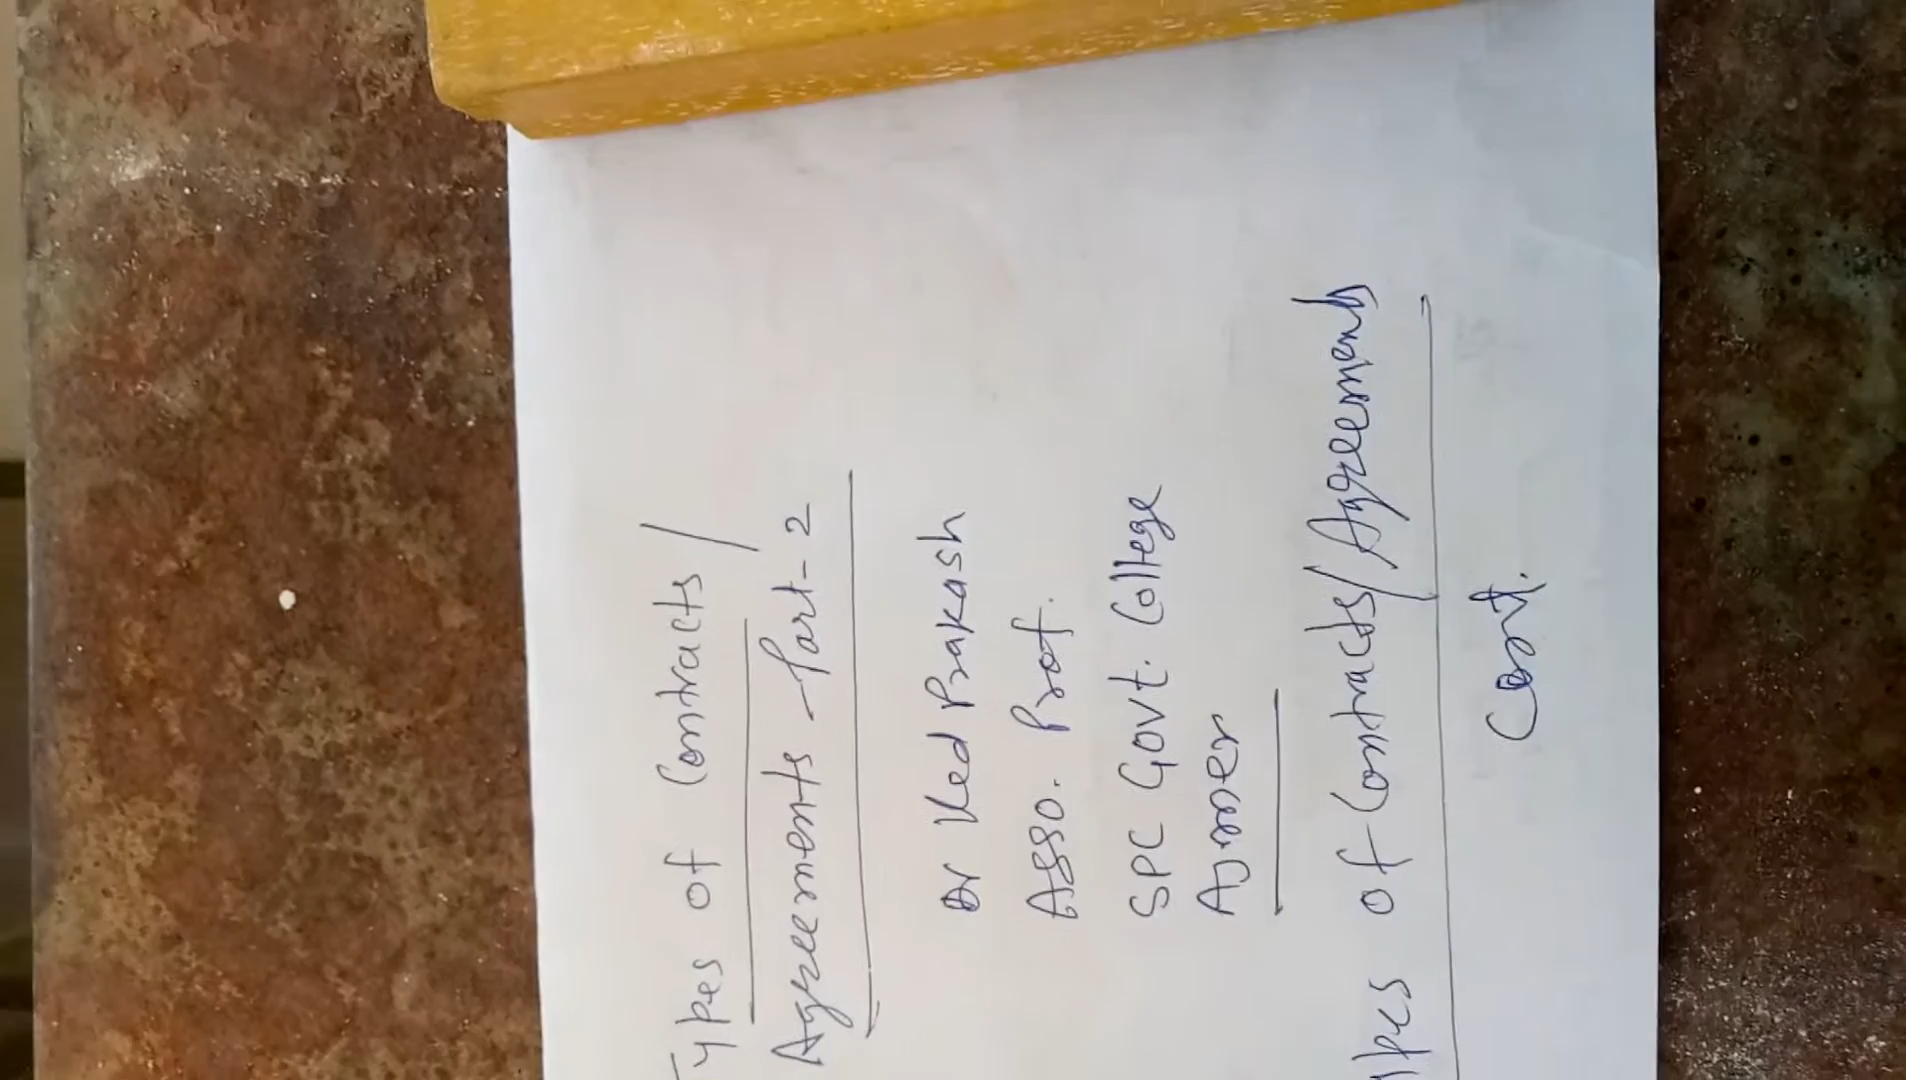 Types of Contracts/
Agreements - Part-2
Dr Ved Prakash
Asso. Prof.
SPC Govt. College
Ajmer
of Contracts/Agreements
Cont.